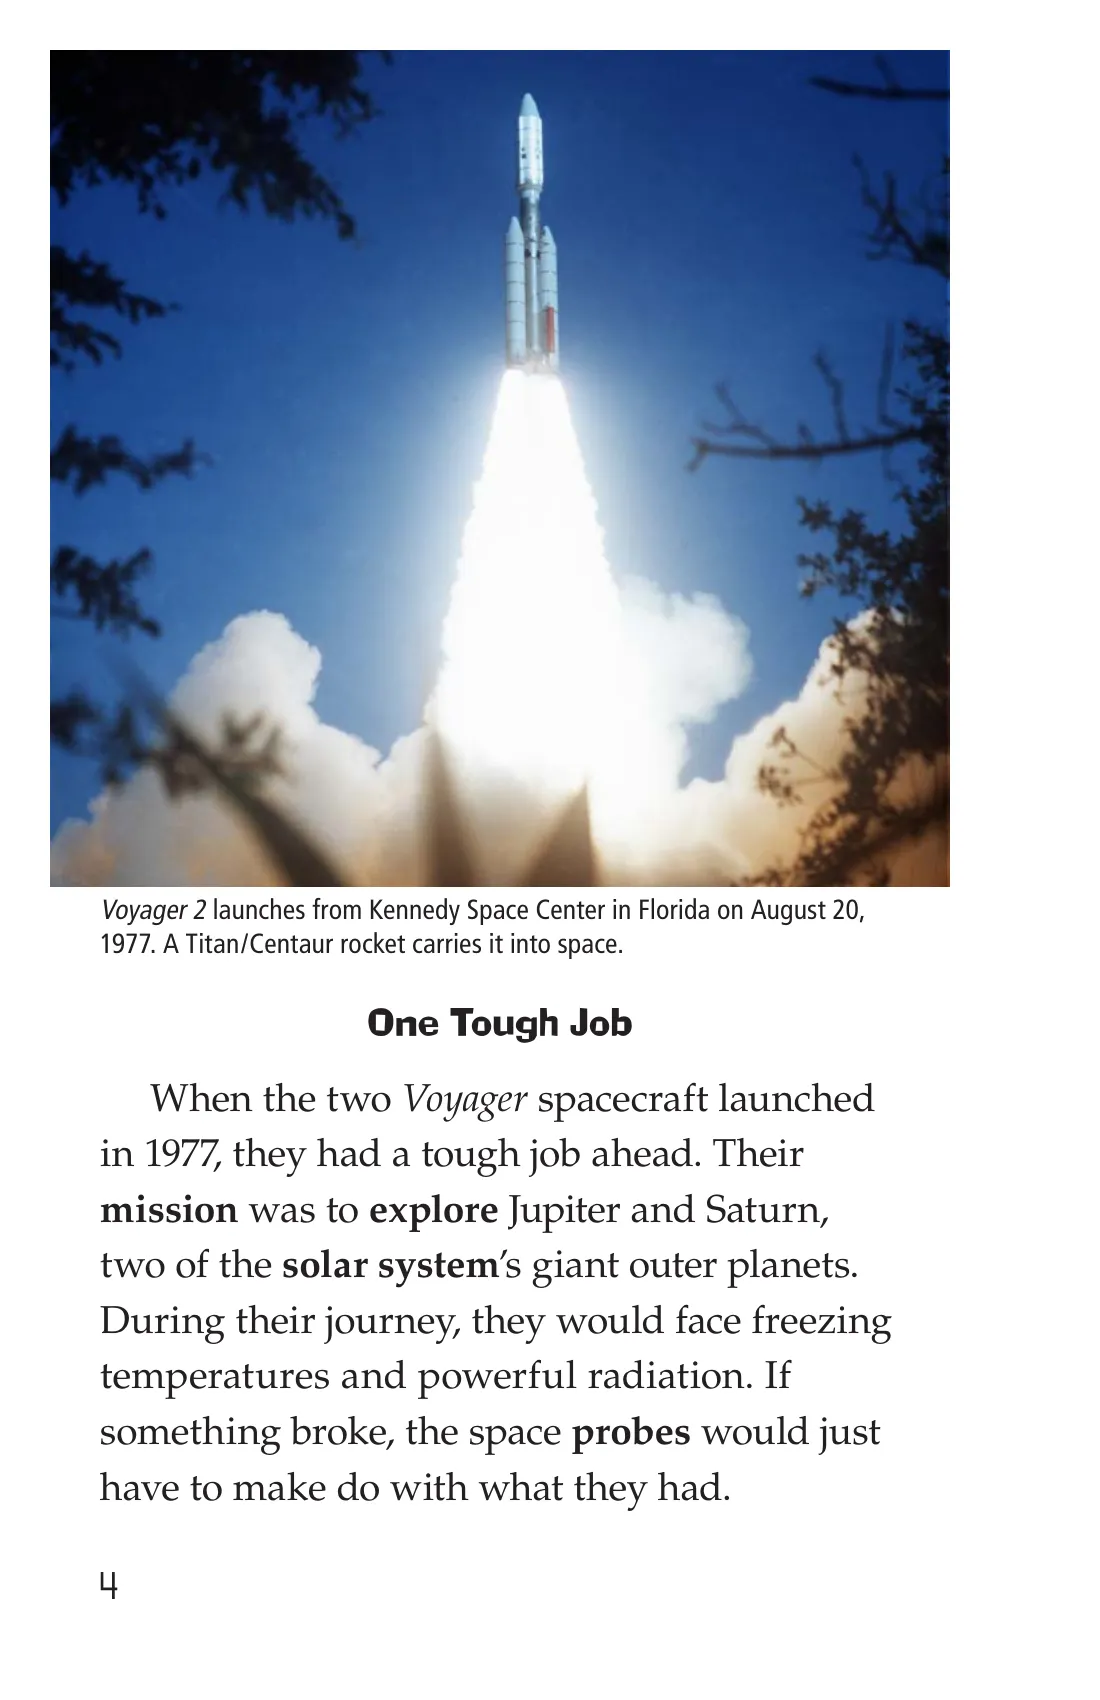 Voyager 2 launches from Kennedy Space Center in Florida on August 20,
1977. A Titan/Centaur rocket carries it into space.
One Tough Job
When the two Voyager spacecraft launched
in 1977, they had a tough job ahead. Their
mission was to explore Jupiter and Saturn,
two of the solar system’s giant outer planets.
During their journey, they would face freezing
temperatures and powerful radiation. If
something broke, the space probes would just
have to make do with what they had.
4